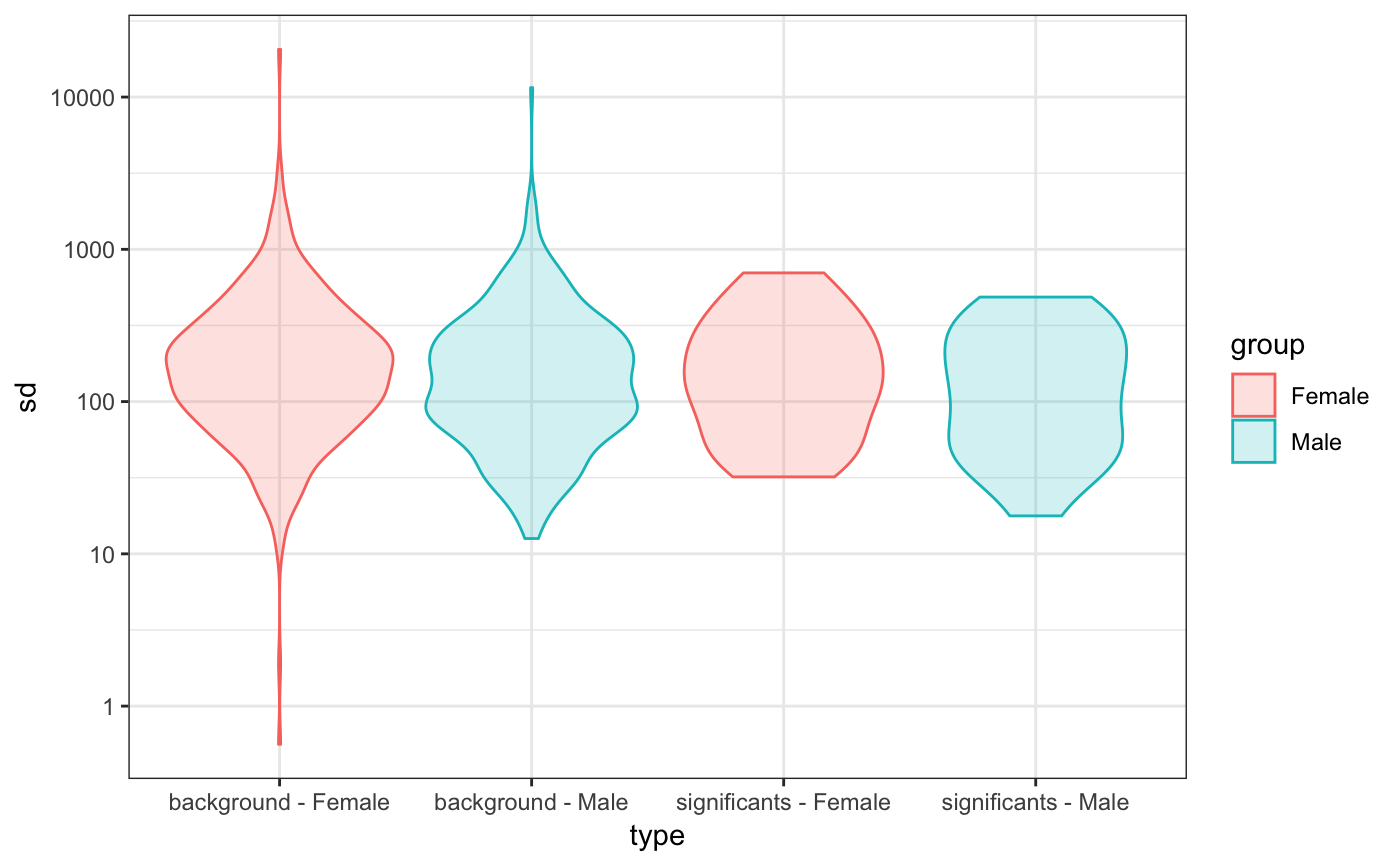 10000
1000
100
10
1
sd
background - Female
background - Male
significants - Female
significants - Male
type
group
Female
Male